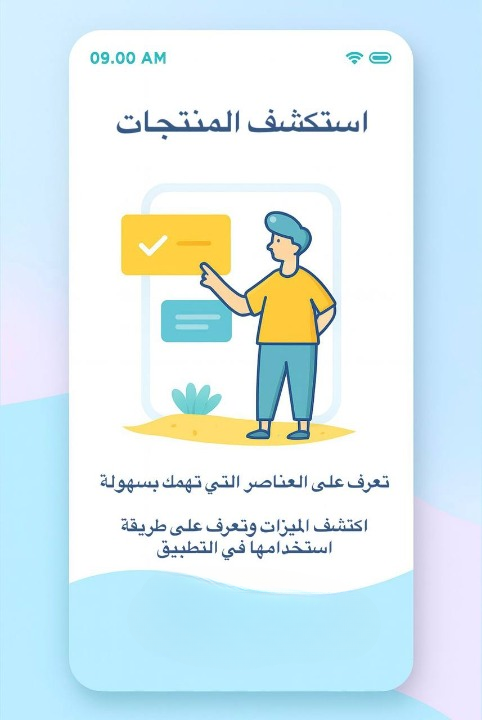 09.00 AM
استكشف المنتجات
تعرف على العناصر التي تهمك بسهولة
اكتشف الميزات وتعرف على طريقة
استخدامها في التطبيق